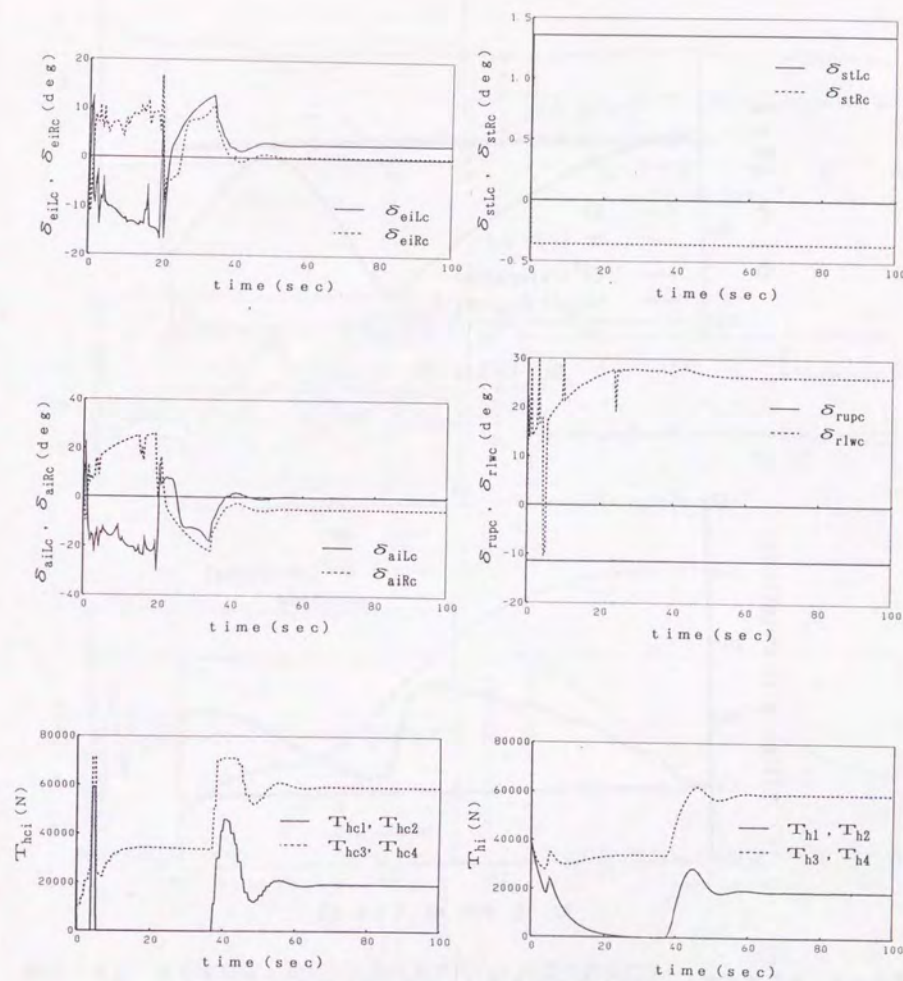 δeiLc · δeiRc (deg)
20
10
0
-10
-20
δeiLc
δeiRc
0 20 40 60 80 100
time (sec)
δstLc · δstRc (deg)
1.5
1.0
0.5
0
-0.5
δstLc
δstRc
0 20 40 60 80 100
time (sec)
δaiLc · δaiRc (deg)
40
20
0
-20
-40
δaiLc
δaiRc
0 20 40 60 80 100
time (sec)
δrupc · δrlwc (deg)
30
20
10
0
-10
-20
δrupc
δrlwc
0 20 40 60 80 100
time (sec)
Thci (N)
80000
60000
40000
20000
0
Thc1, Thc2
Thc3, Thc4
0 20 40 60 80 100
time (sec)
Thi (N)
80000
60000
40000
20000
0
Th1 , Th2
Th3 , Th4
0 20 40 60 80 100
time (sec)